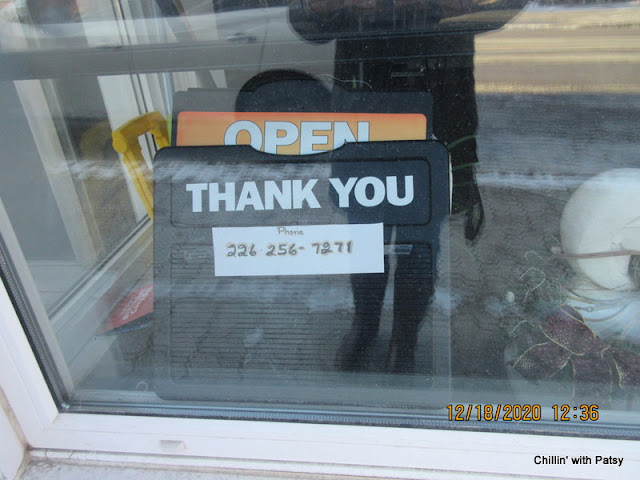 OPEN
THANK YOU
Phone
226-256-7271
12/18/2020 12:36
Chillin' with Patsy